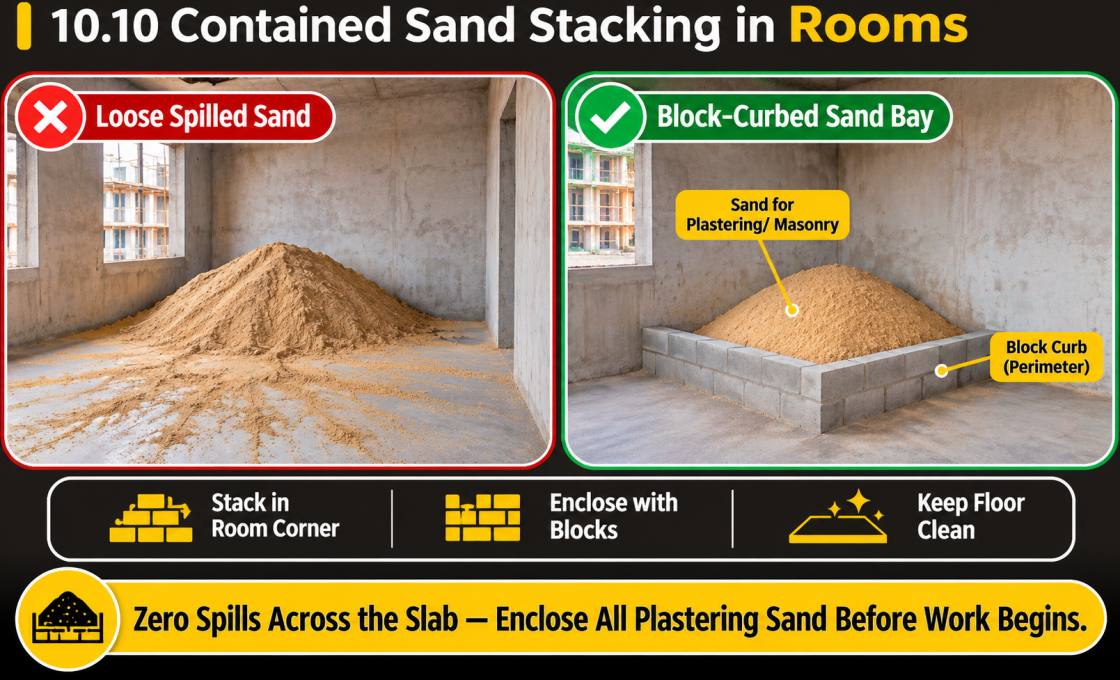 10.10 Contained Sand Stacking in Rooms
Loose Spilled Sand
Block-Curbed Sand Bay
Sand for
Plastering/ Masonry
Block Curb
(Perimeter)
Stack in
Room Corner
Enclose with
Blocks
Keep Floor
Clean
Zero Spills Across the Slab — Enclose All Plastering Sand Before Work Begins.